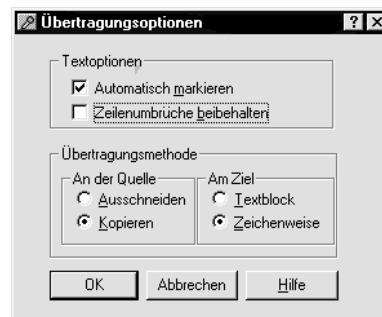 Übertragungsoptionen
Textoptionen
Automatisch markieren
Zeilenumbrüche beibehalten
Übertragungsmethode
An der Quelle
Am Ziel
Ausschneiden
Textblock
Kopieren
Zeichenweise
OK
Abbrechen
Hilfe